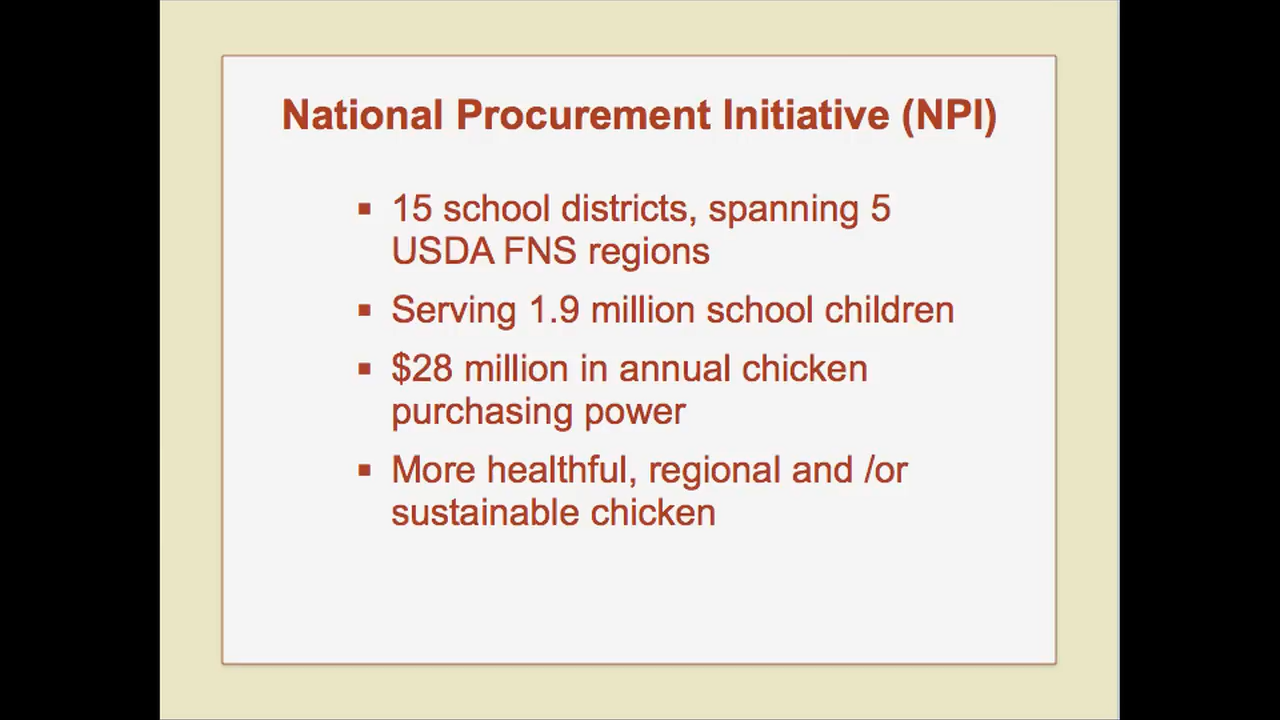 National Procurement Initiative (NPI)
▪ 15 school districts, spanning 5
USDA FNS regions
▪ Serving 1.9 million school children
▪ $28 million in annual chicken
purchasing power
▪ More healthful, regional and /or
sustainable chicken